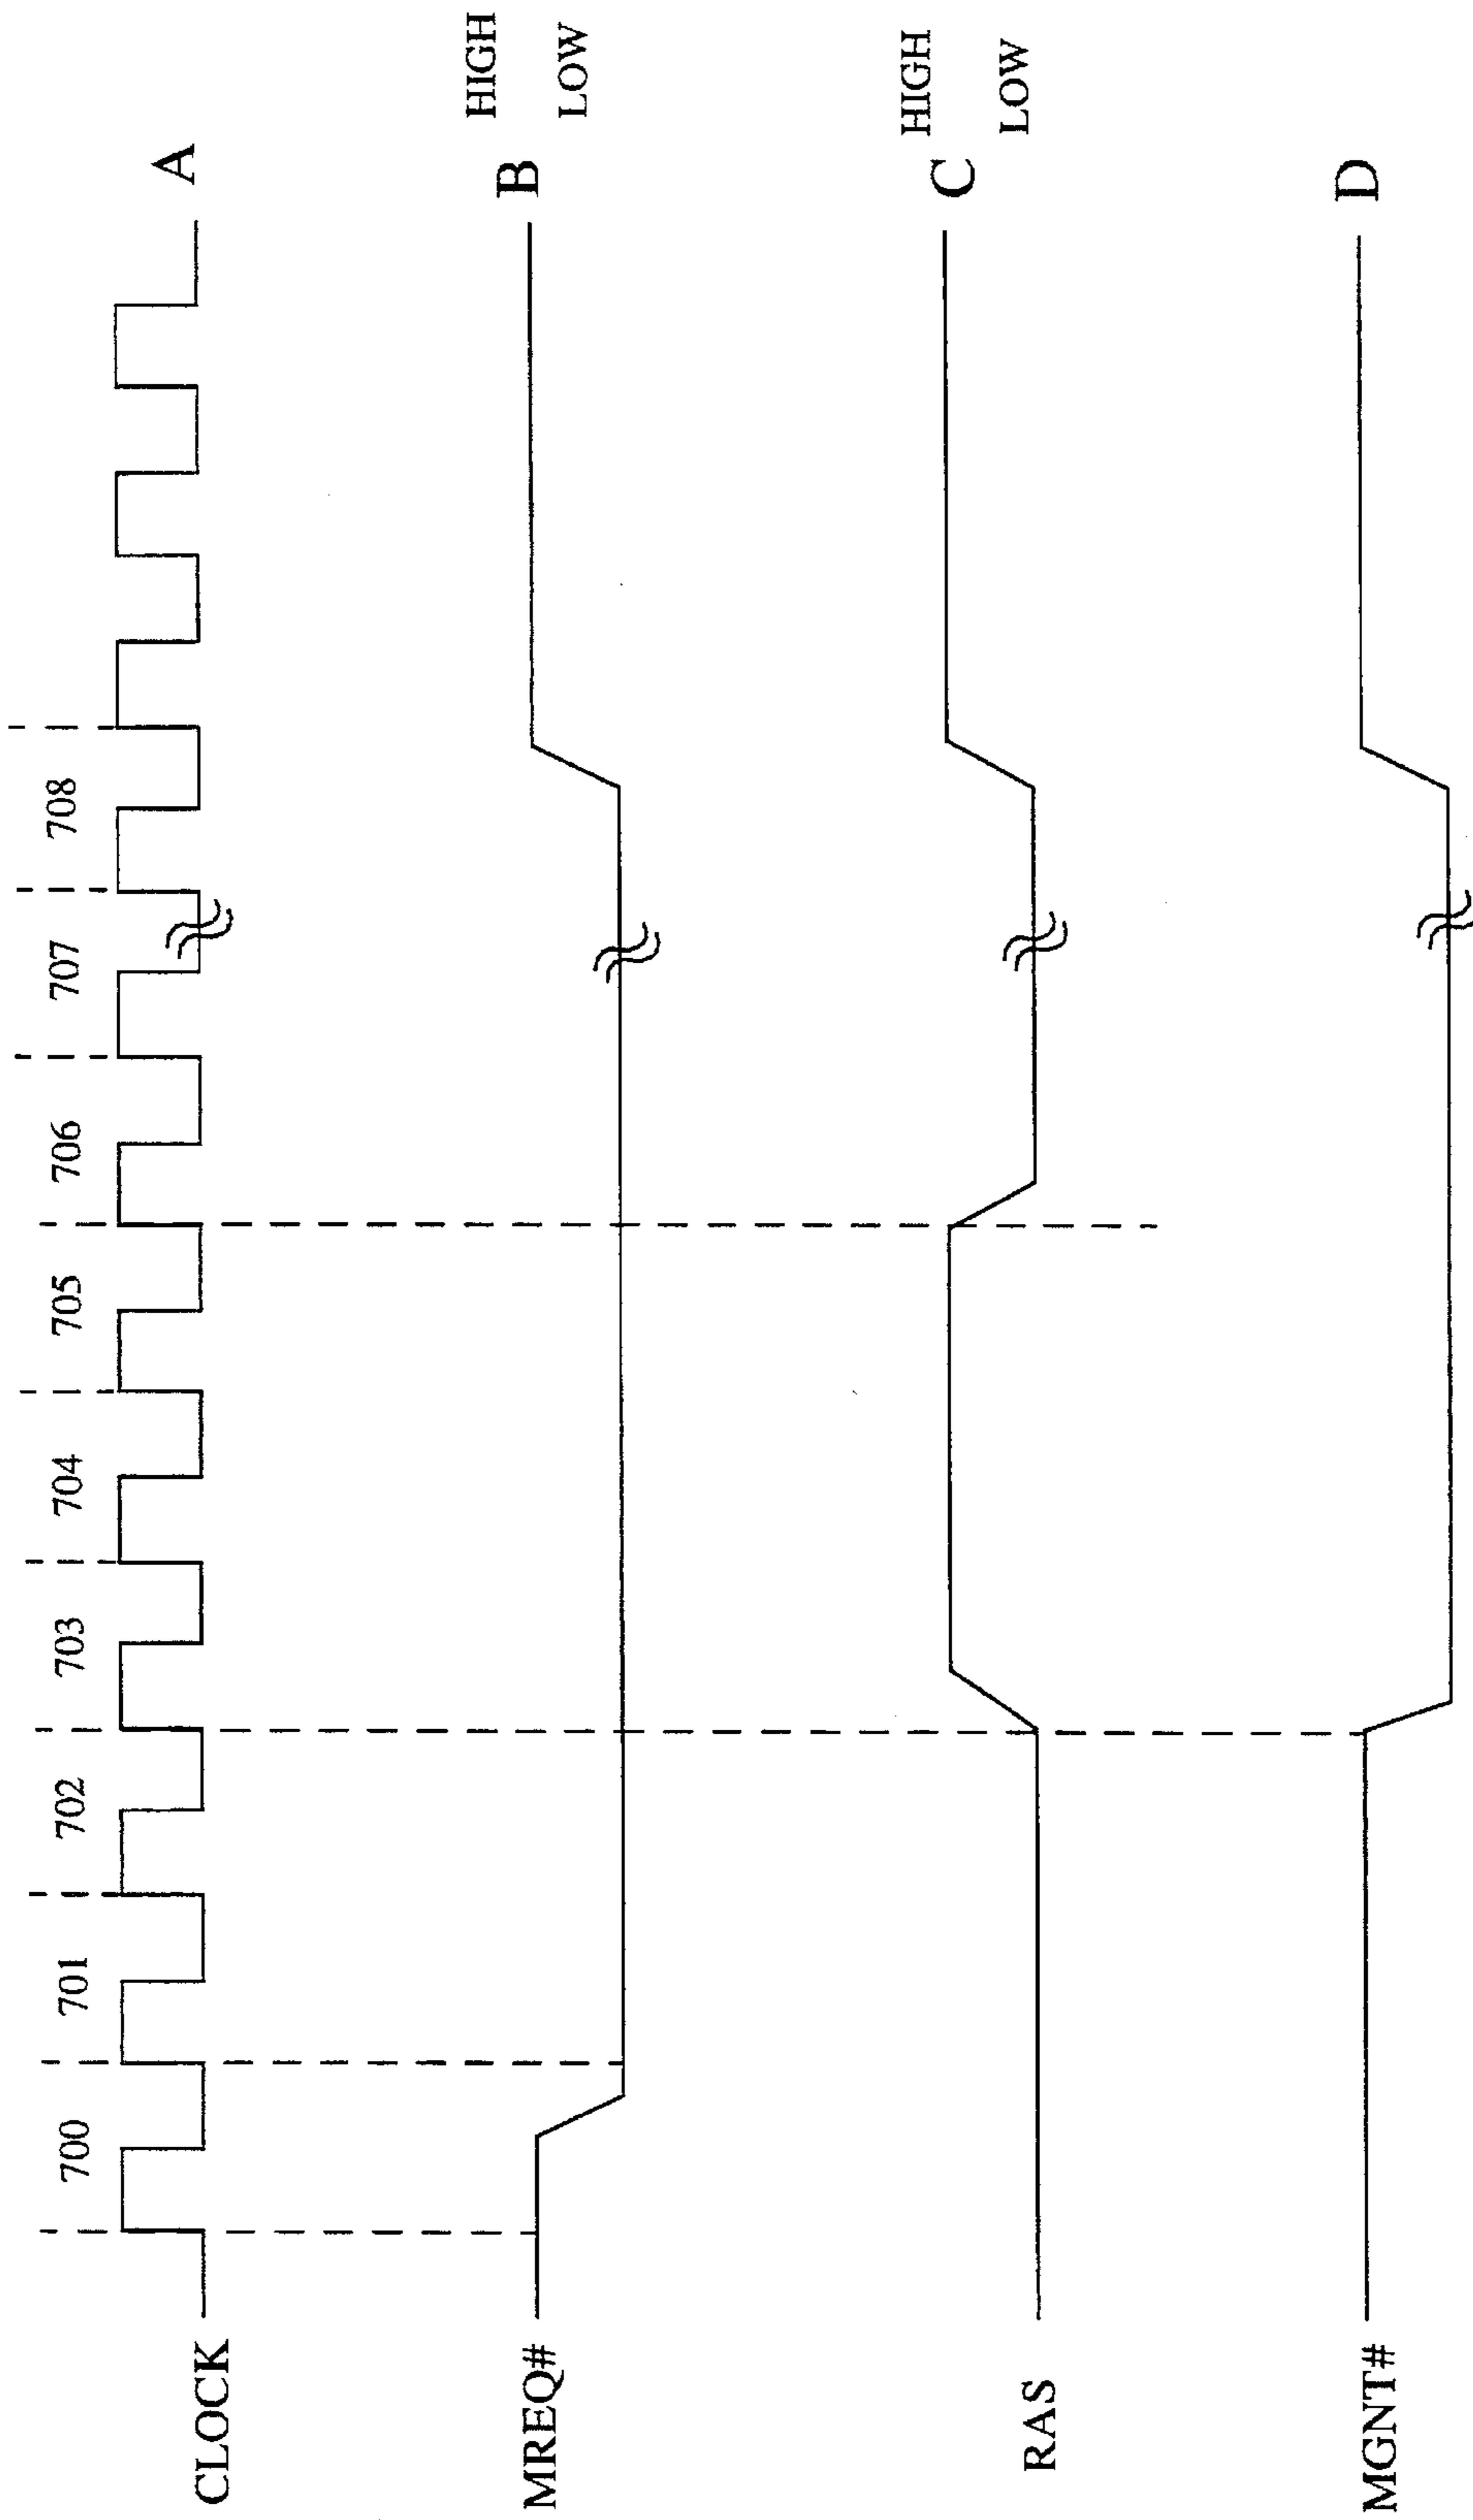 700 701 702 703 704 705 706 707 708
CLOCK A
HIGH
MREQ# B
LOW
HIGH
RAS C
LOW
MGNT# D